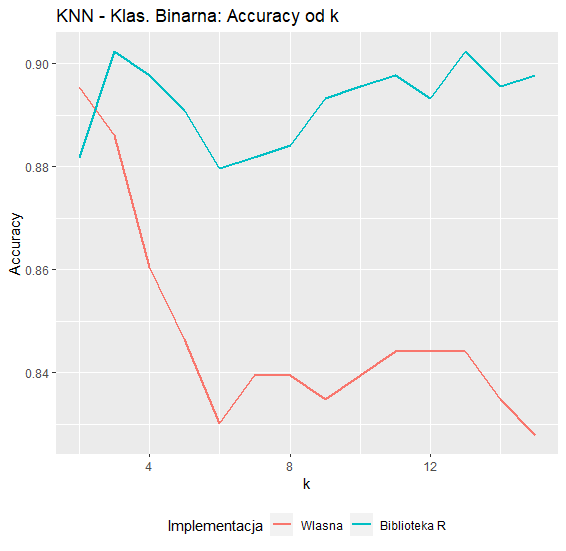 KNN - Klas. Binarna: Accuracy od k
Accuracy
0.90
0.88
0.86
0.84
4 8 12
k
Implementacja Wlasna Biblioteka R